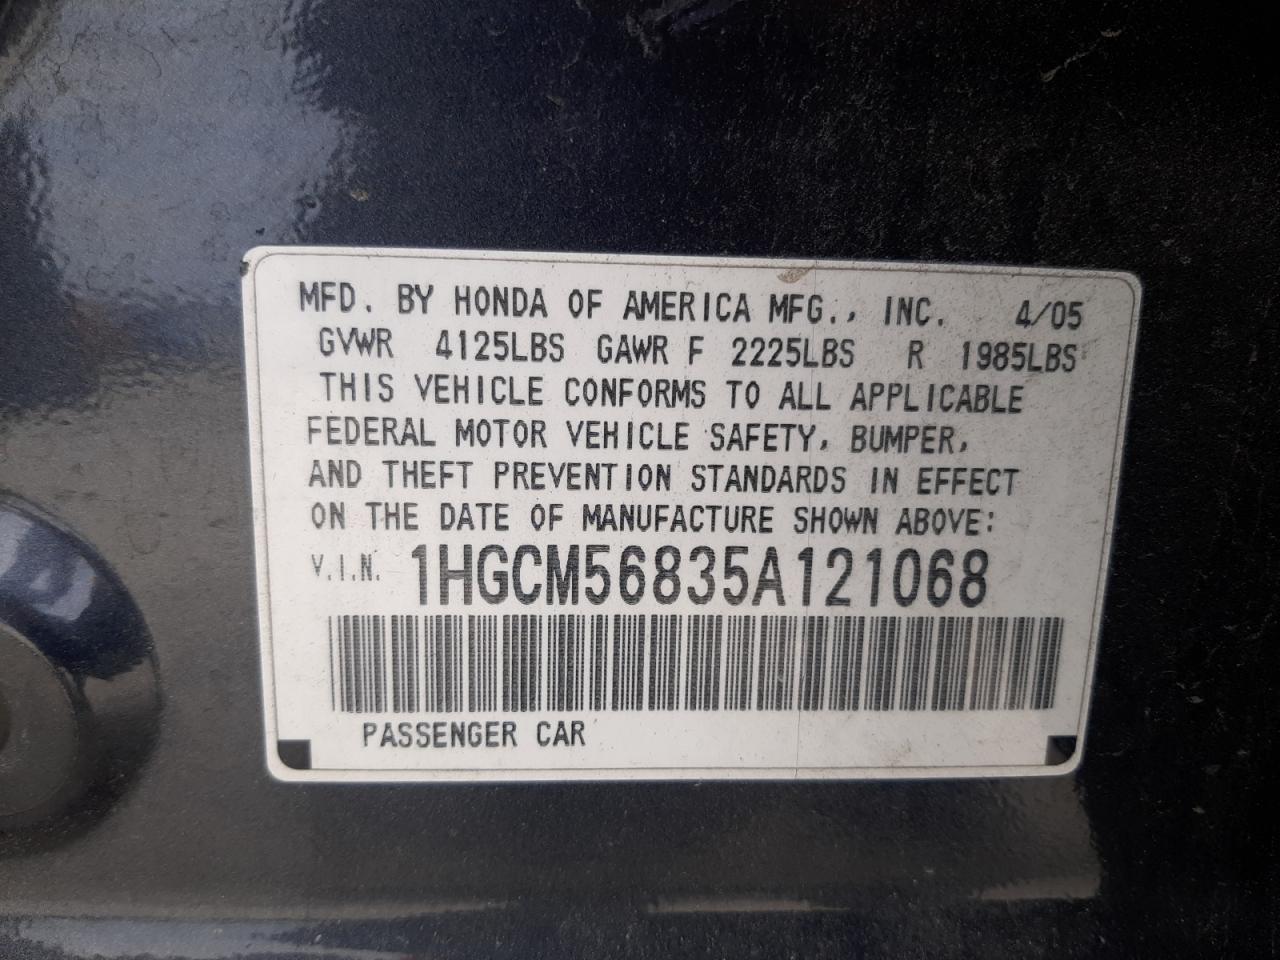 MFD. BY HONDA OF AMERICA MFG., INC. 4/05
GVWR 4125LBS GAWR F 2225LBS R 1985LBS
THIS VEHICLE CONFORMS TO ALL APPLICABLE
FEDERAL MOTOR VEHICLE SAFETY, BUMPER,
AND THEFT PREVENTION STANDARDS IN EFFECT
ON THE DATE OF MANUFACTURE SHOWN ABOVE:
V.I.N. 1HGCM56835A121068
PASSENGER CAR